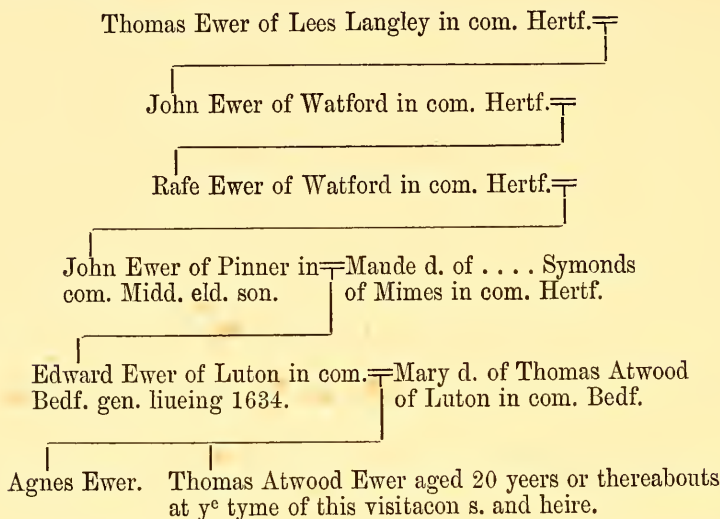 Thomas Ewer of Lees Langley in com. Hertf.
John Ewer of Watford in com. Hertf.
Rafe Ewer of Watford in com. Hertf.
John Ewer of Pinner in Maude d. of . . . . Symonds
com. Midd. eld. son. of Mimes in com. Hertf.
Edward Ewer of Luton in com. Mary d. of Thomas Atwood
Bedf. gen. liueing 1634. of Luton in com. Bedf.
Agnes Ewer. Thomas Atwood Ewer aged 20 yeers or thereabouts
at yᵉ tyme of this visitacon s. and heire.